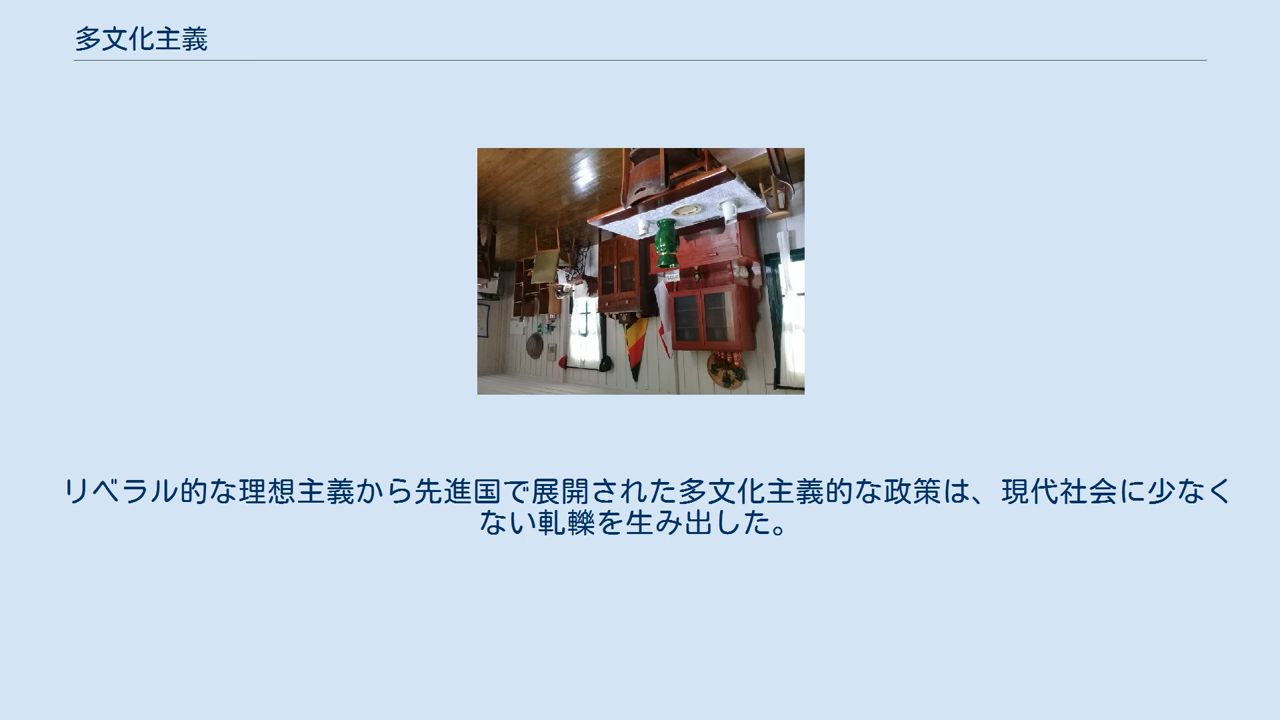 多文化主義
リベラル的な理想主義から先進国で展開された多文化主義的な政策は、現代社会に少なく
ない軋轢を生み出した。